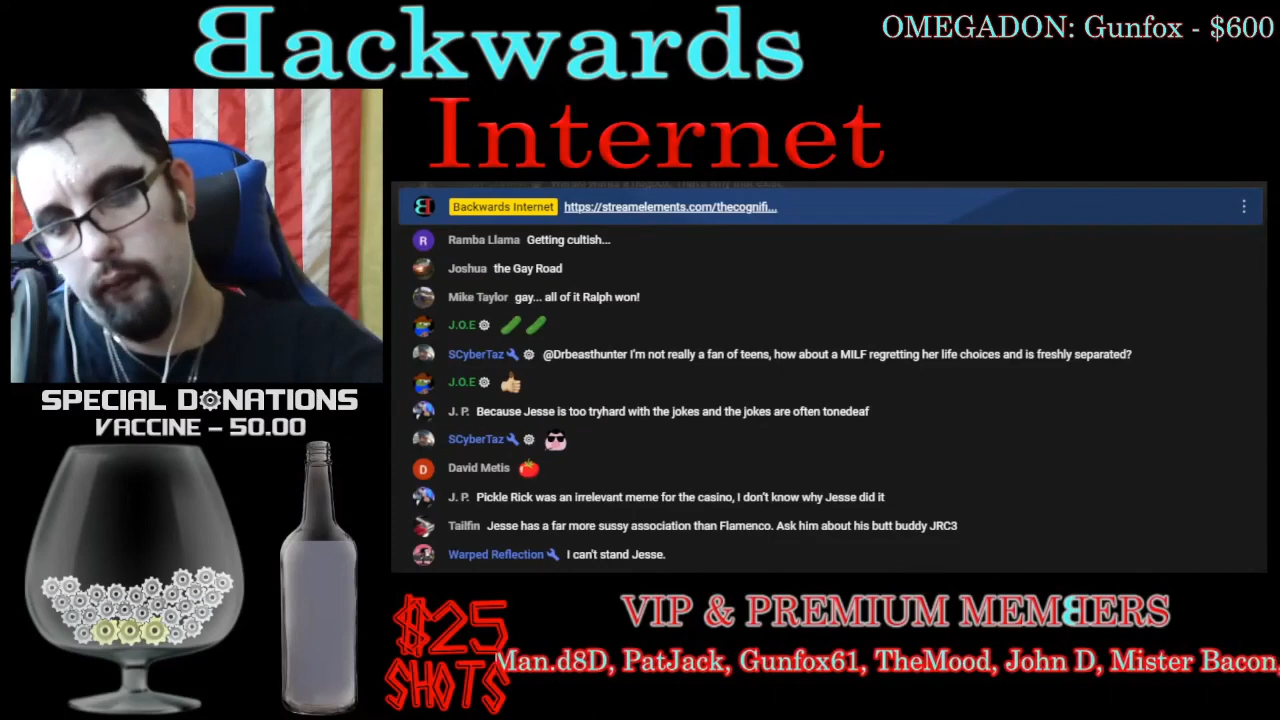 Backwards
Internet
OMEGADON: Gunfox - $600
Backwards Internet https://streamelements.com/thecognifi...
R Ramba Llama Getting cultish...
Joshua the Gay Road
Mike Taylor gay... all of it Ralph won!
J.O.E
SCyberTaz @Drbeasthunter I'm not really a fan of teens, how about a MILF regretting her life choices and is freshly separated?
J.O.E
J. P. Because Jesse is too tryhard with the jokes and the jokes are often tonedeaf
SCyberTaz
D David Metis
J. P. Pickle Rick was an irrelevant meme for the casino, I don't know why Jesse did it
Tailfin Jesse has a far more sussy association than Flamenco. Ask him about his butt buddy JRC3
Warped Reflection I can't stand Jesse.
SPECIAL DONATIONS
VACCINE - 50.00
$25
SHOTS
VIP & PREMIUM MEMBERS
Man.d8D, PatJack, Gunfox61, TheMood, John D, Mister Bacon,